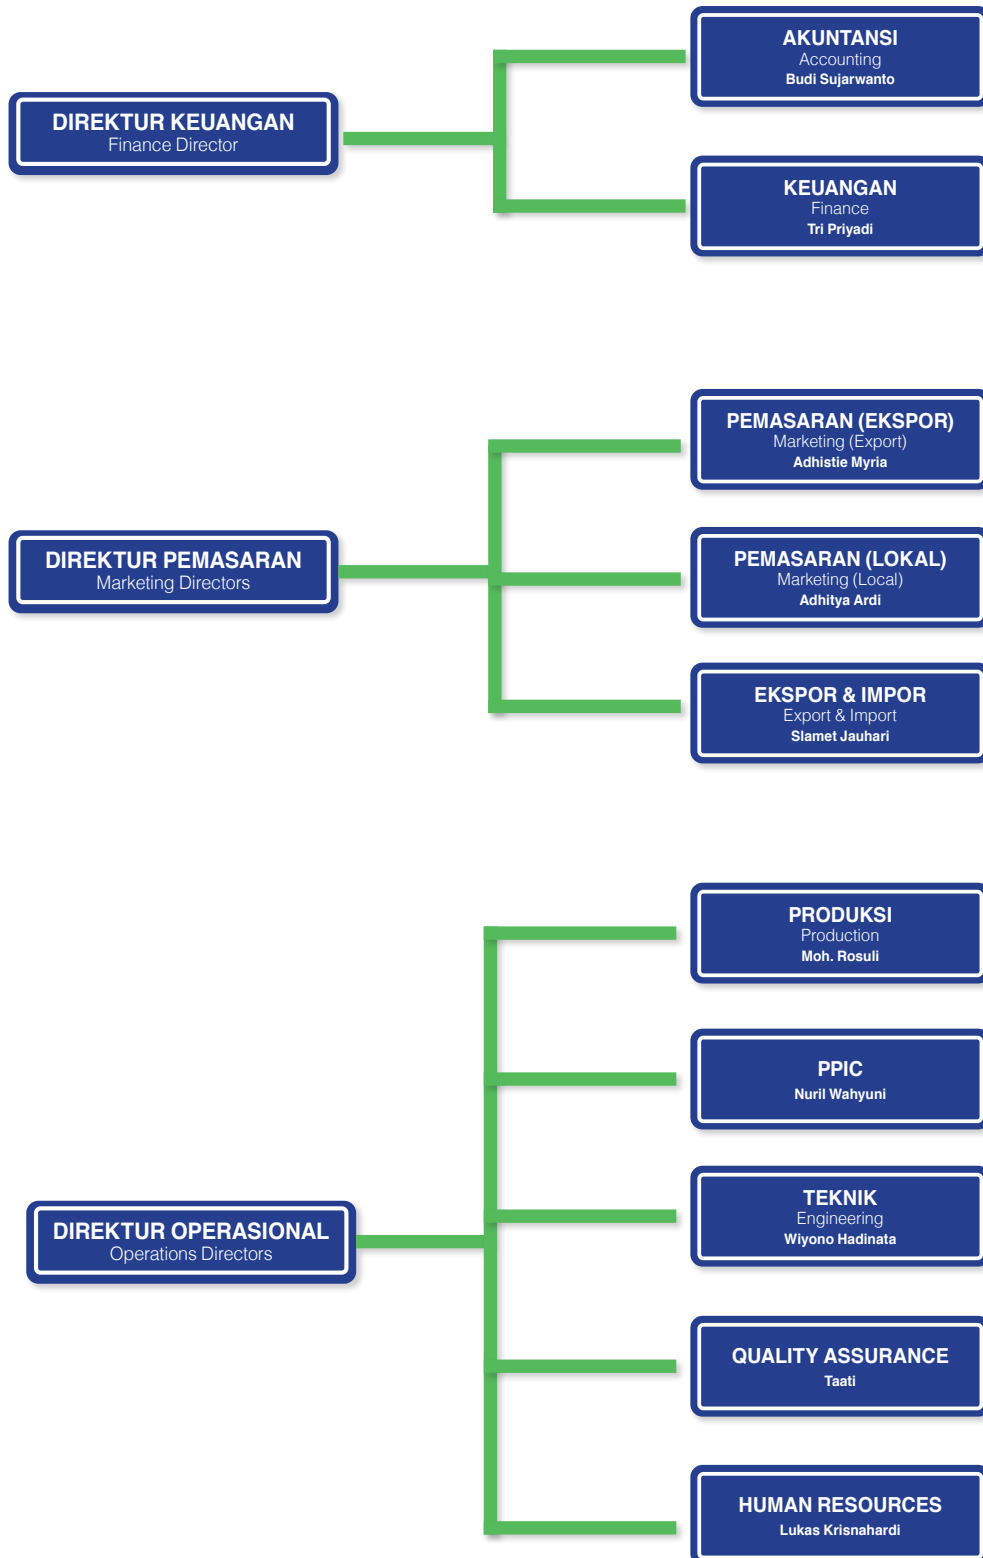 DIREKTUR KEUANGAN
Finance Director
AKUNTANSI
Accounting
Budi Sujarwanto
KEUANGAN
Finance
Tri Priyadi
DIREKTUR PEMASARAN
Marketing Directors
PEMASARAN (EKSPOR)
Marketing (Export)
Adhistie Myria
PEMASARAN (LOKAL)
Marketing (Local)
Adhitya Ardi
EKSPOR & IMPOR
Export & Import
Slamet Jauhari
DIREKTUR OPERASIONAL
Operations Directors
PRODUKSI
Production
Moh. Rosuli
PPIC
Nuril Wahyuni
TEKNIK
Engineering
Wiyono Hadinata
QUALITY ASSURANCE
Taati
HUMAN RESOURCES
Lukas Krisnahardi